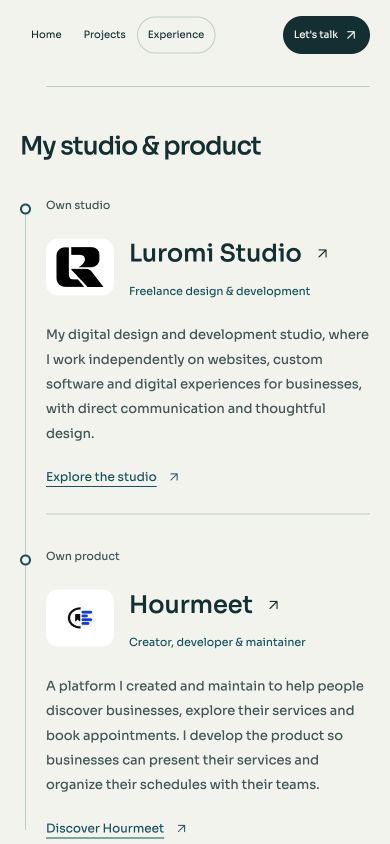 Home Projects Experience Let's talk
My studio & product
Own studio
Luromi Studio
Freelance design & development
My digital design and development studio, where
I work independently on websites, custom
software and digital experiences for businesses,
with direct communication and thoughtful
design.
Explore the studio
Own product
Hourmeet
Creator, developer & maintainer
A platform I created and maintain to help people
discover businesses, explore their services and
book appointments. I develop the product so
businesses can present their services and
organize their schedules with their teams.
Discover Hourmeet